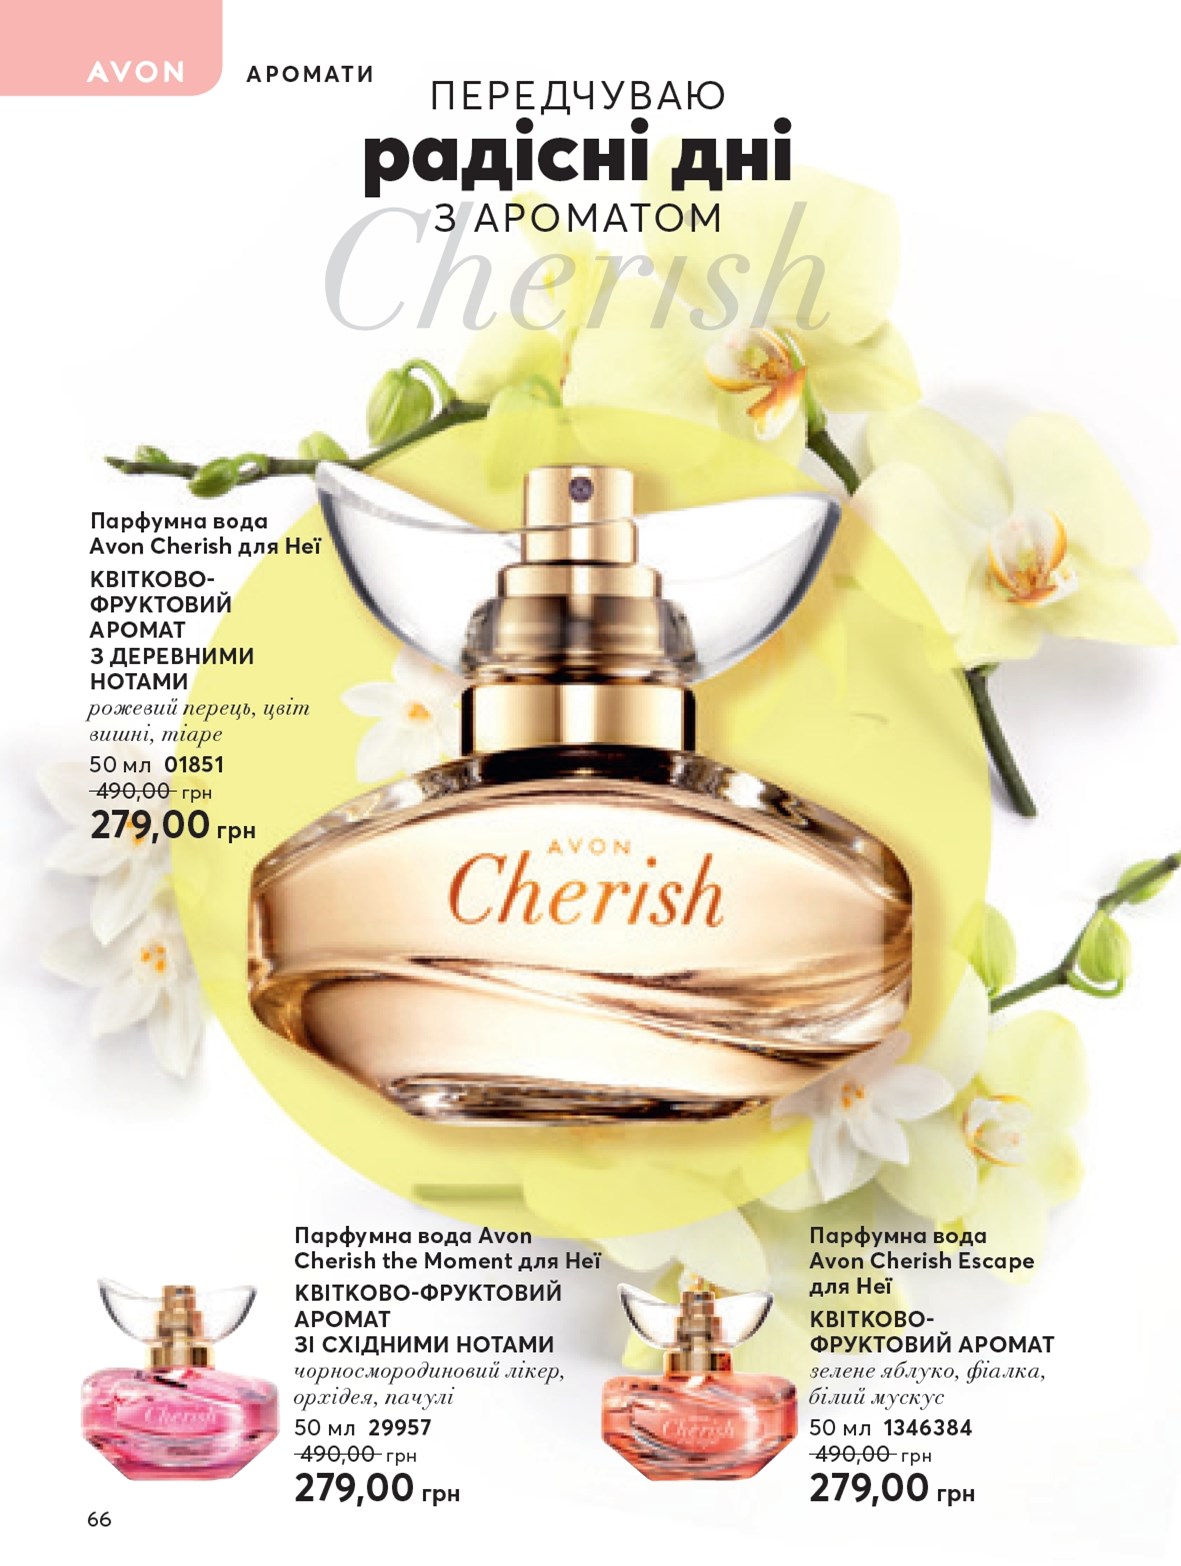 AVON
АРОМАТИ
ПЕРЕДЧУВАЮ
радісні дні
З АРОМАТОМ
Cherish
Парфумна вода
Avon Cherish для Неї
КВІТКОВО-
ФРУКТОВИЙ
АРОМАТ
З ДЕРЕВНИМИ
НОТАМИ
рожевий перець, цвіт
вишні, тіаре
50 мл 01851
490,00 грн
279,00 грн
AVON
Cherish
Парфумна вода Avon
Cherish the Moment для Неї
КВІТКОВО-ФРУКТОВИЙ
АРОМАТ
ЗІ СХІДНИМИ НОТАМИ
чорносмородиновий лікер,
орхідея, пачулі
50 мл 29957
490,00 грн
279,00 грн
Cherish
Парфумна вода
Avon Cherish Escape
для Неї
КВІТКОВО-
ФРУКТОВИЙ АРОМАТ
зелене яблуко, фіалка,
білий мускус
50 мл 1346384
490,00 грн
279,00 грн
Cherish
66